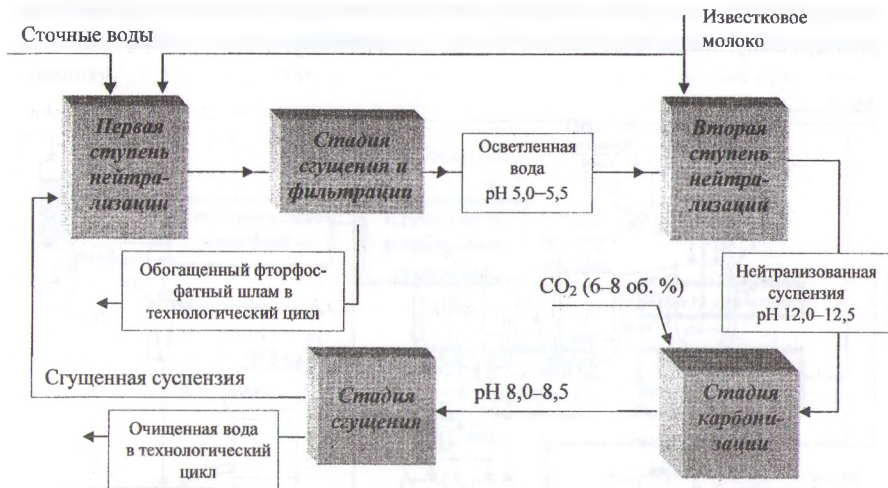 Сточные воды
Известковое
молоко
Первая
ступень
нейтра-
лизации
Стадия
сгущения и
фильтрации
Осветленная
вода
pH 5,0–5,5
Вторая
ступень
нейтра-
лизации
Обогащенный фторфос-
фатный шлам в
технологический цикл
CO₂ (6–8 об. %)
Нейтрализованная
суспензия
pH 12,0–12,5
Сгущенная суспензия
Стадия
сгущения
pH 8,0–8,5
Стадия
карбони-
зации
Очищенная вода
в технологический
цикл